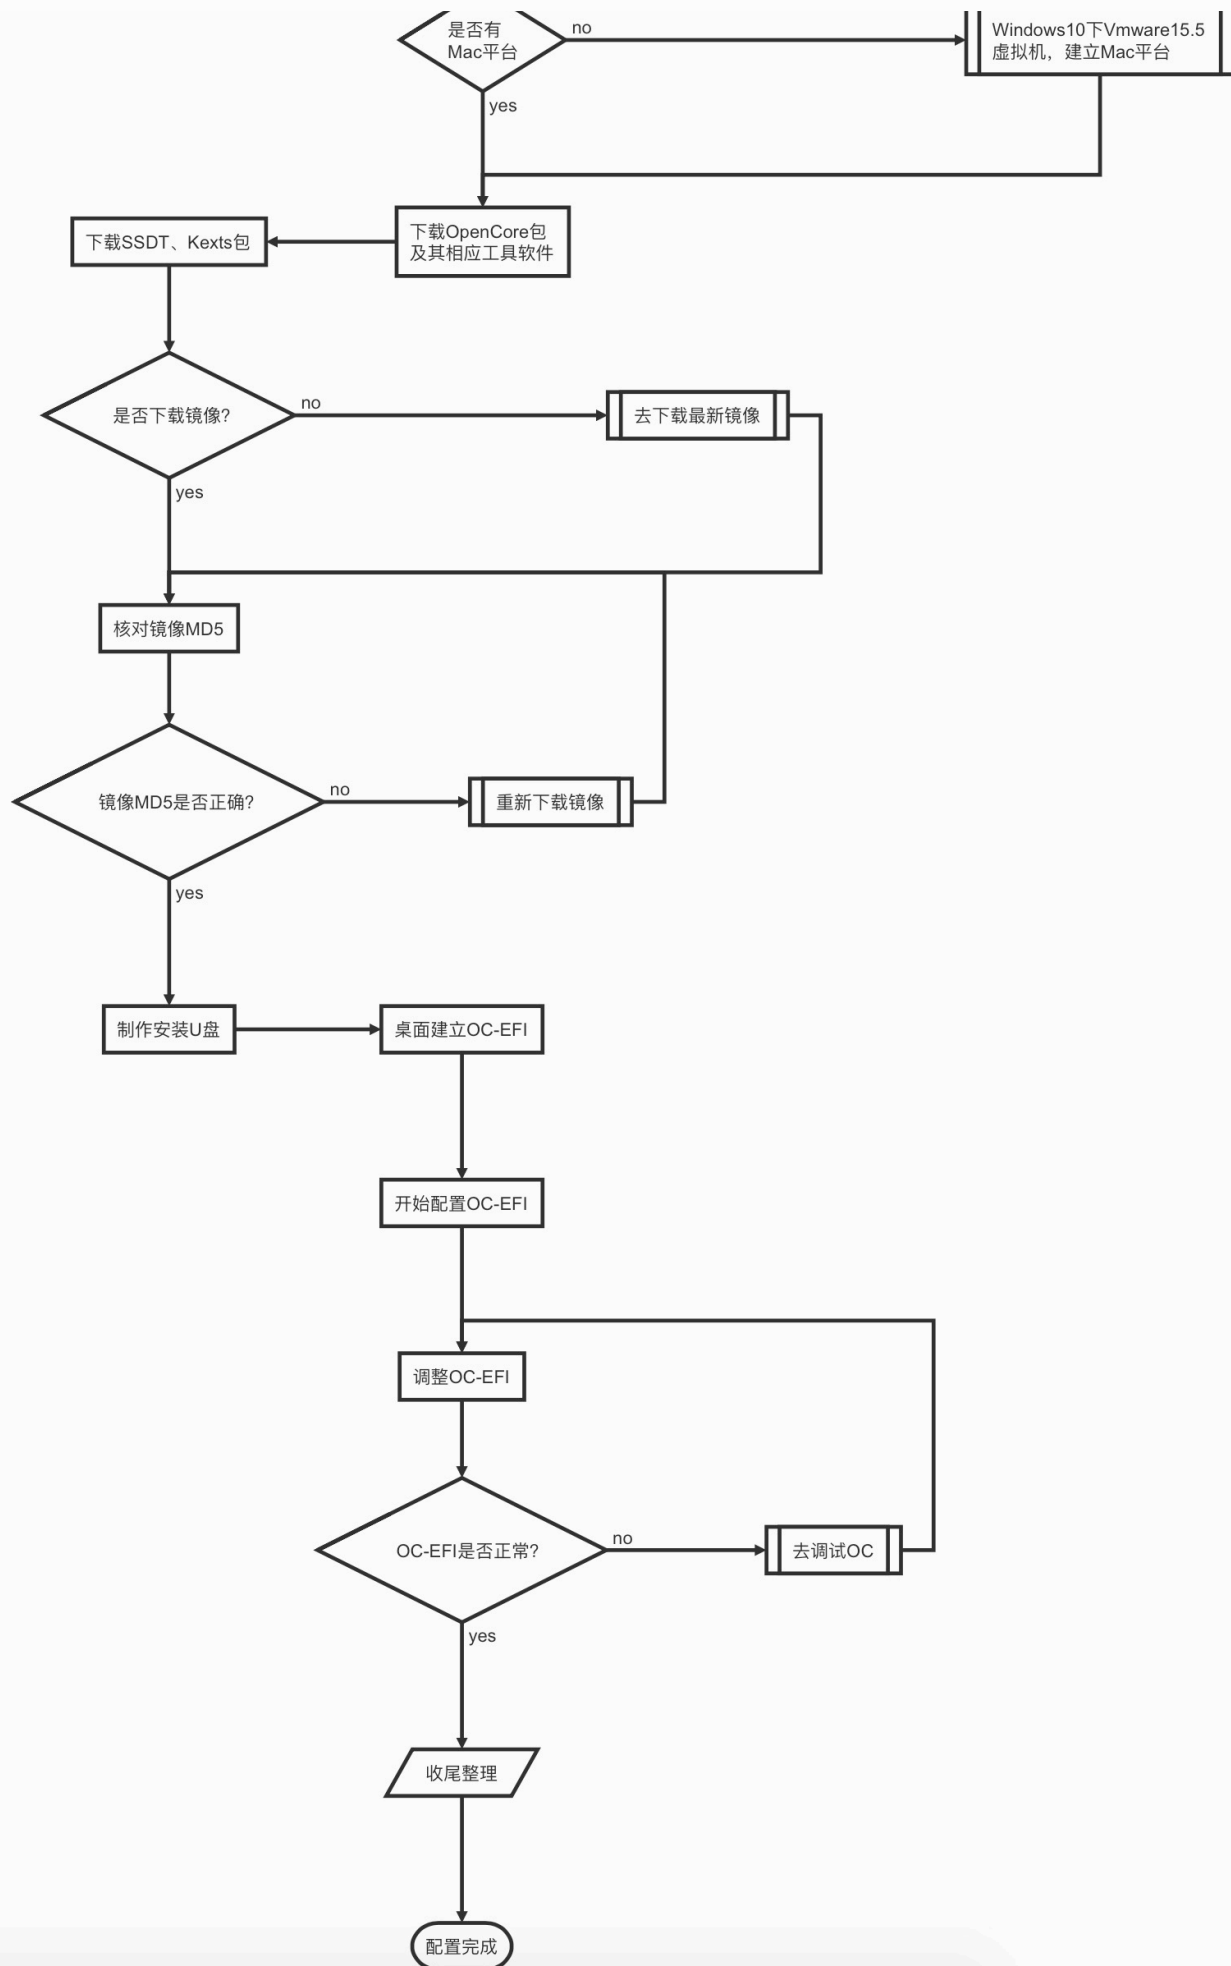 是否有
Mac平台
no
Windows10下Vmware15.5
虚拟机，建立Mac平台
yes
下载OpenCore包
及其相应工具软件
下载SSDT、Kexts包
是否下载镜像?
no
去下载最新镜像
yes
核对镜像MD5
镜像MD5是否正确?
no
重新下载镜像
yes
制作安装U盘
桌面建立OC-EFI
开始配置OC-EFI
调整OC-EFI
OC-EFI是否正常?
no
去调试OC
yes
收尾整理
配置完成